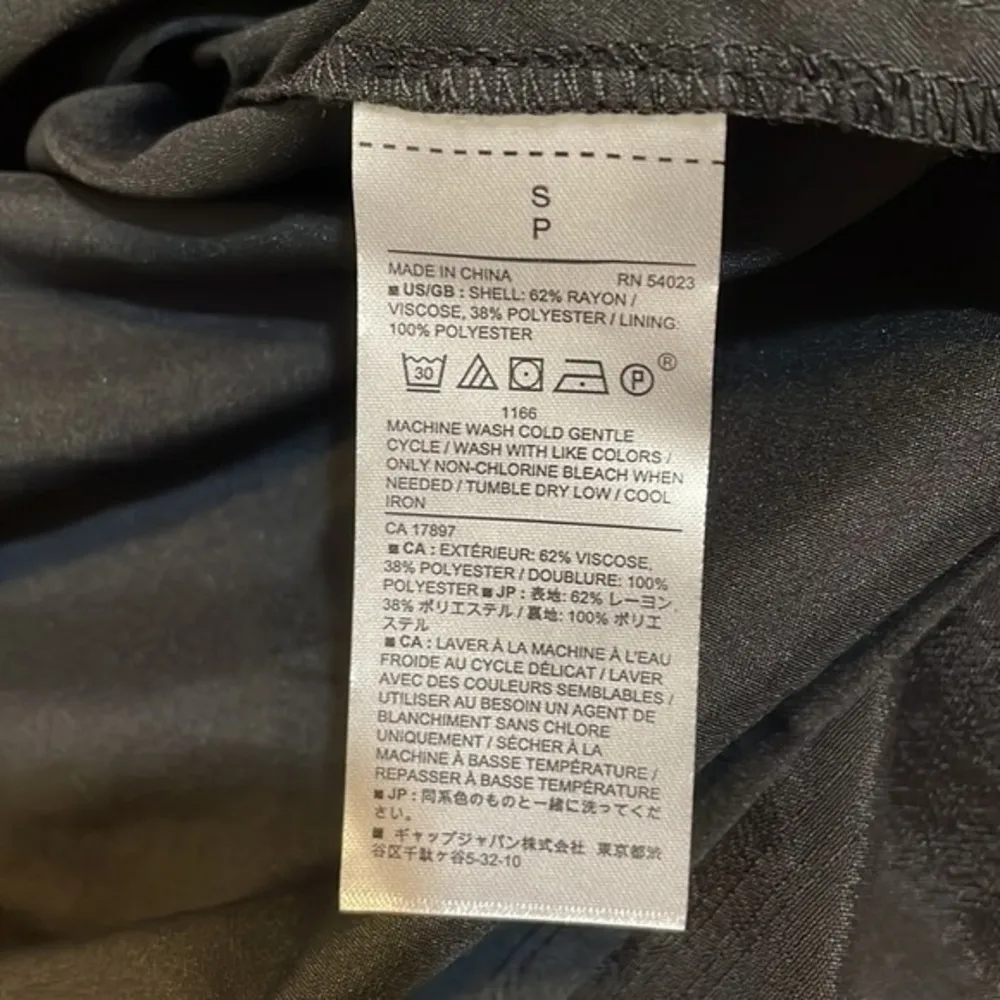 S
P
MADE IN CHINA RN 54023
■ US/GB : SHELL: 62% RAYON /
VISCOSE, 38% POLYESTER / LINING:
100% POLYESTER
30 P ®
1166
MACHINE WASH COLD GENTLE
CYCLE / WASH WITH LIKE COLORS /
ONLY NON-CHLORINE BLEACH WHEN
NEEDED / TUMBLE DRY LOW / COOL
IRON
CA 17897
■ CA : EXTÉRIEUR: 62% VISCOSE,
38% POLYESTER / DOUBLURE: 100%
POLYESTER ■ JP : 表地: 62% レーヨン,
38% ポリエステル / 裏地: 100% ポリエ
ステル
■ CA : LAVER À LA MACHINE À L'EAU
FROIDE AU CYCLE DÉLICAT / LAVER
AVEC DES COULEURS SEMBLABLES /
UTILISER AU BESOIN UN AGENT DE
BLANCHIMENT SANS CHLORE
UNIQUEMENT / SÉCHER À LA
MACHINE À BASSE TEMPÉRATURE /
REPASSER À BASSE TEMPÉRATURE
■ JP : 同系色のものと一緒に洗ってくだ
さい。
■ ギャップジャパン株式会社 東京都渋
谷区千駄ヶ谷5-32-10